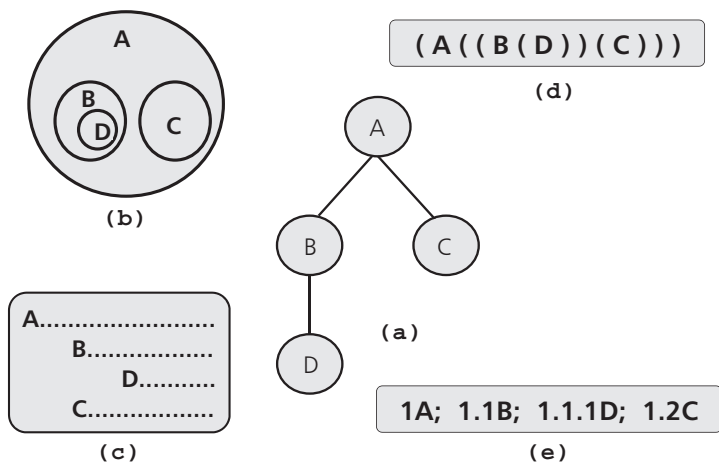 A
B
D
C
(b)
( A ( ( B ( D ) ) ( C ) ) )
(d)
A
B
C
D
(a)
A.........................
B..................
D...........
C..................
(c)
1A; 1.1B; 1.1.1D; 1.2C
(e)